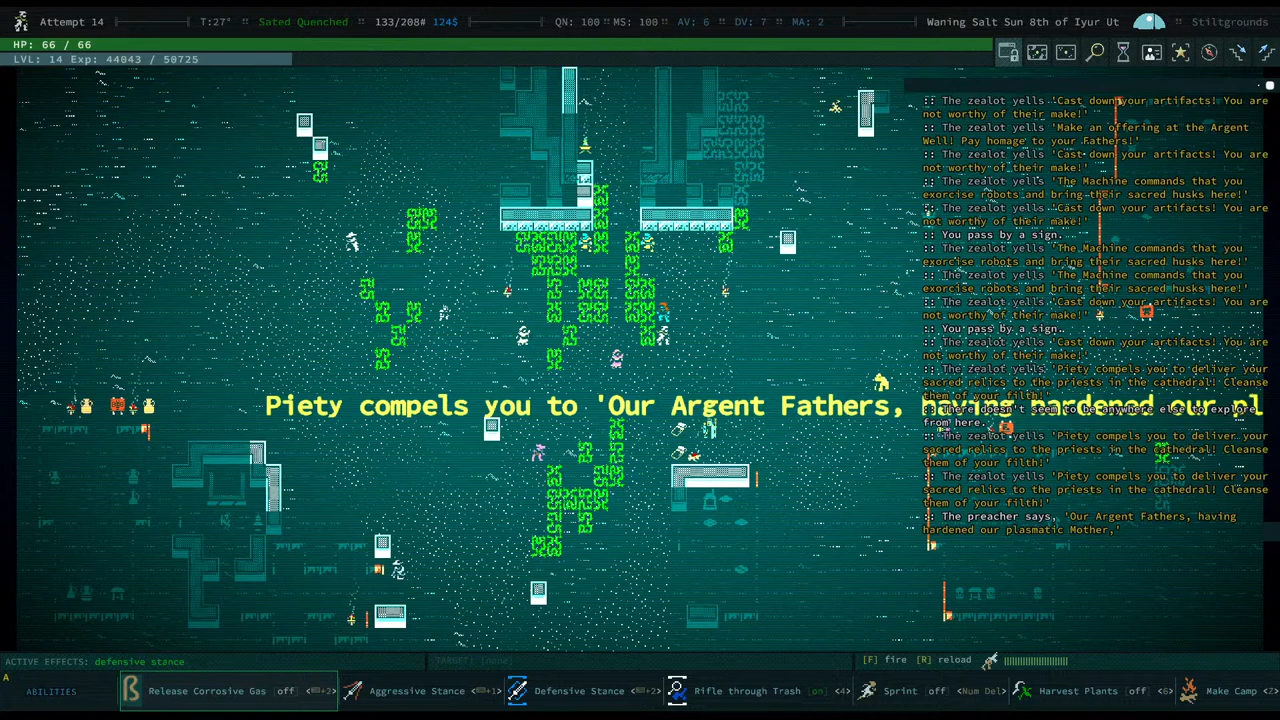 Attempt 14 T:27° Sated Quenched 133/208# 124$ QN: 100 MS: 100 AV: 6 DV: 7 MA: 2 Waning Salt Sun 8th of Iyur Ut Stiltgrounds
HP: 66 / 66
LVL: 14 Exp: 44043 / 50725
:: The zealot yells 'Cast down your artifacts! You are
not worthy of their make!'
:: The zealot yells 'Make an offering at the Argent
Well! Pay homage to your Fathers!'
:: The zealot yells 'Cast down your artifacts! You are
not worthy of their make!'
:: The zealot yells 'The Machine commands that you
exorcise robots and bring their sacred husks here!'
:: The zealot yells 'Cast down your artifacts! You are
not worthy of their make!'
:: You pass by a sign.
:: The zealot yells 'The Machine commands that you
exorcise robots and bring their sacred husks here!'
:: The zealot yells 'The Machine commands that you
exorcise robots and bring their sacred husks here!'
:: The zealot yells 'Cast down your artifacts! You are
not worthy of their make!'
:: You pass by a sign.
:: The zealot yells 'Cast down your artifacts! You are
not worthy of their make!'
:: The zealot yells 'Piety compels you to deliver your
sacred relics to the priests in the cathedral! Cleanse
them of your filth!'
Piety compels you to 'Our Argent Fathers, having hardened our pl
:: There doesn't seem to be anywhere else to explore
from here.
:: The zealot yells 'Piety compels you to deliver your
sacred relics to the priests in the cathedral! Cleanse
them of your filth!'
:: The zealot yells 'Piety compels you to deliver your
sacred relics to the priests in the cathedral! Cleanse
them of your filth!'
:: The preacher says, 'Our Argent Fathers, having
hardened our plasmatic Mother,'
ACTIVE EFFECTS: defensive stance TARGET: [none] [F] fire [R] reload
A
ABILITIES Release Corrosive Gas off <+2> Aggressive Stance <+1> Defensive Stance <+2> Rifle through Trash [on] <4> Sprint [off] <Num Del> Harvest Plants off <6> Make Camp <Z>